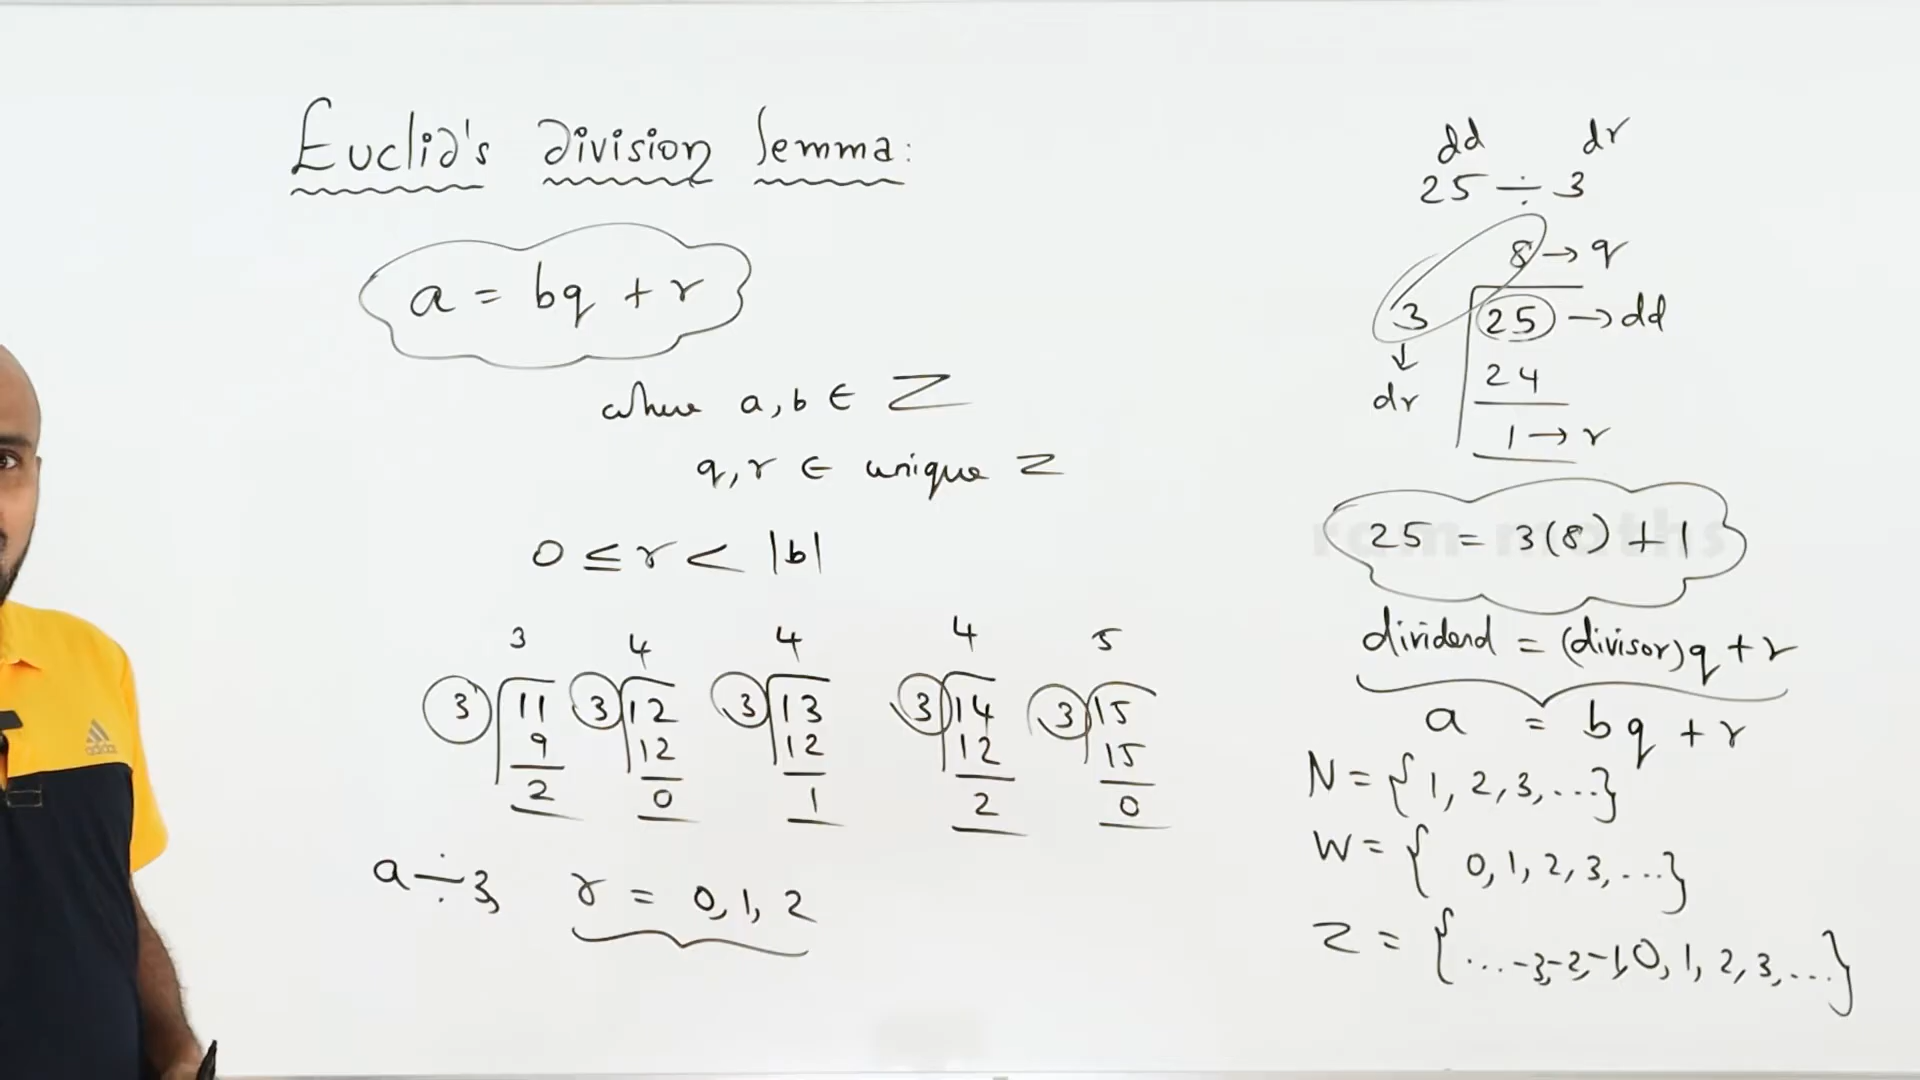 Euclid's division lemma:
a = bq + r
where a, b ∈ Z
q, r ∈ unique Z
0 ≤ r < |b|
3 4 4 4 5
3 11 3 12 3 13 3 14 3 15
9 12 12 12 15
2 0 1 2 0
a ÷ 3, r = 0, 1, 2
dd dr
25 ÷ 3
8 → q
3 25 → dd
↓ 24
dr 1 → r
25 = 3(8) + 1
dividend = (divisor)q + r
a = bq + r
N = {1, 2, 3, ...}
W = {0, 1, 2, 3, ...}
Z = {... -3, -2, -1, 0, 1, 2, 3, ...}
adidas